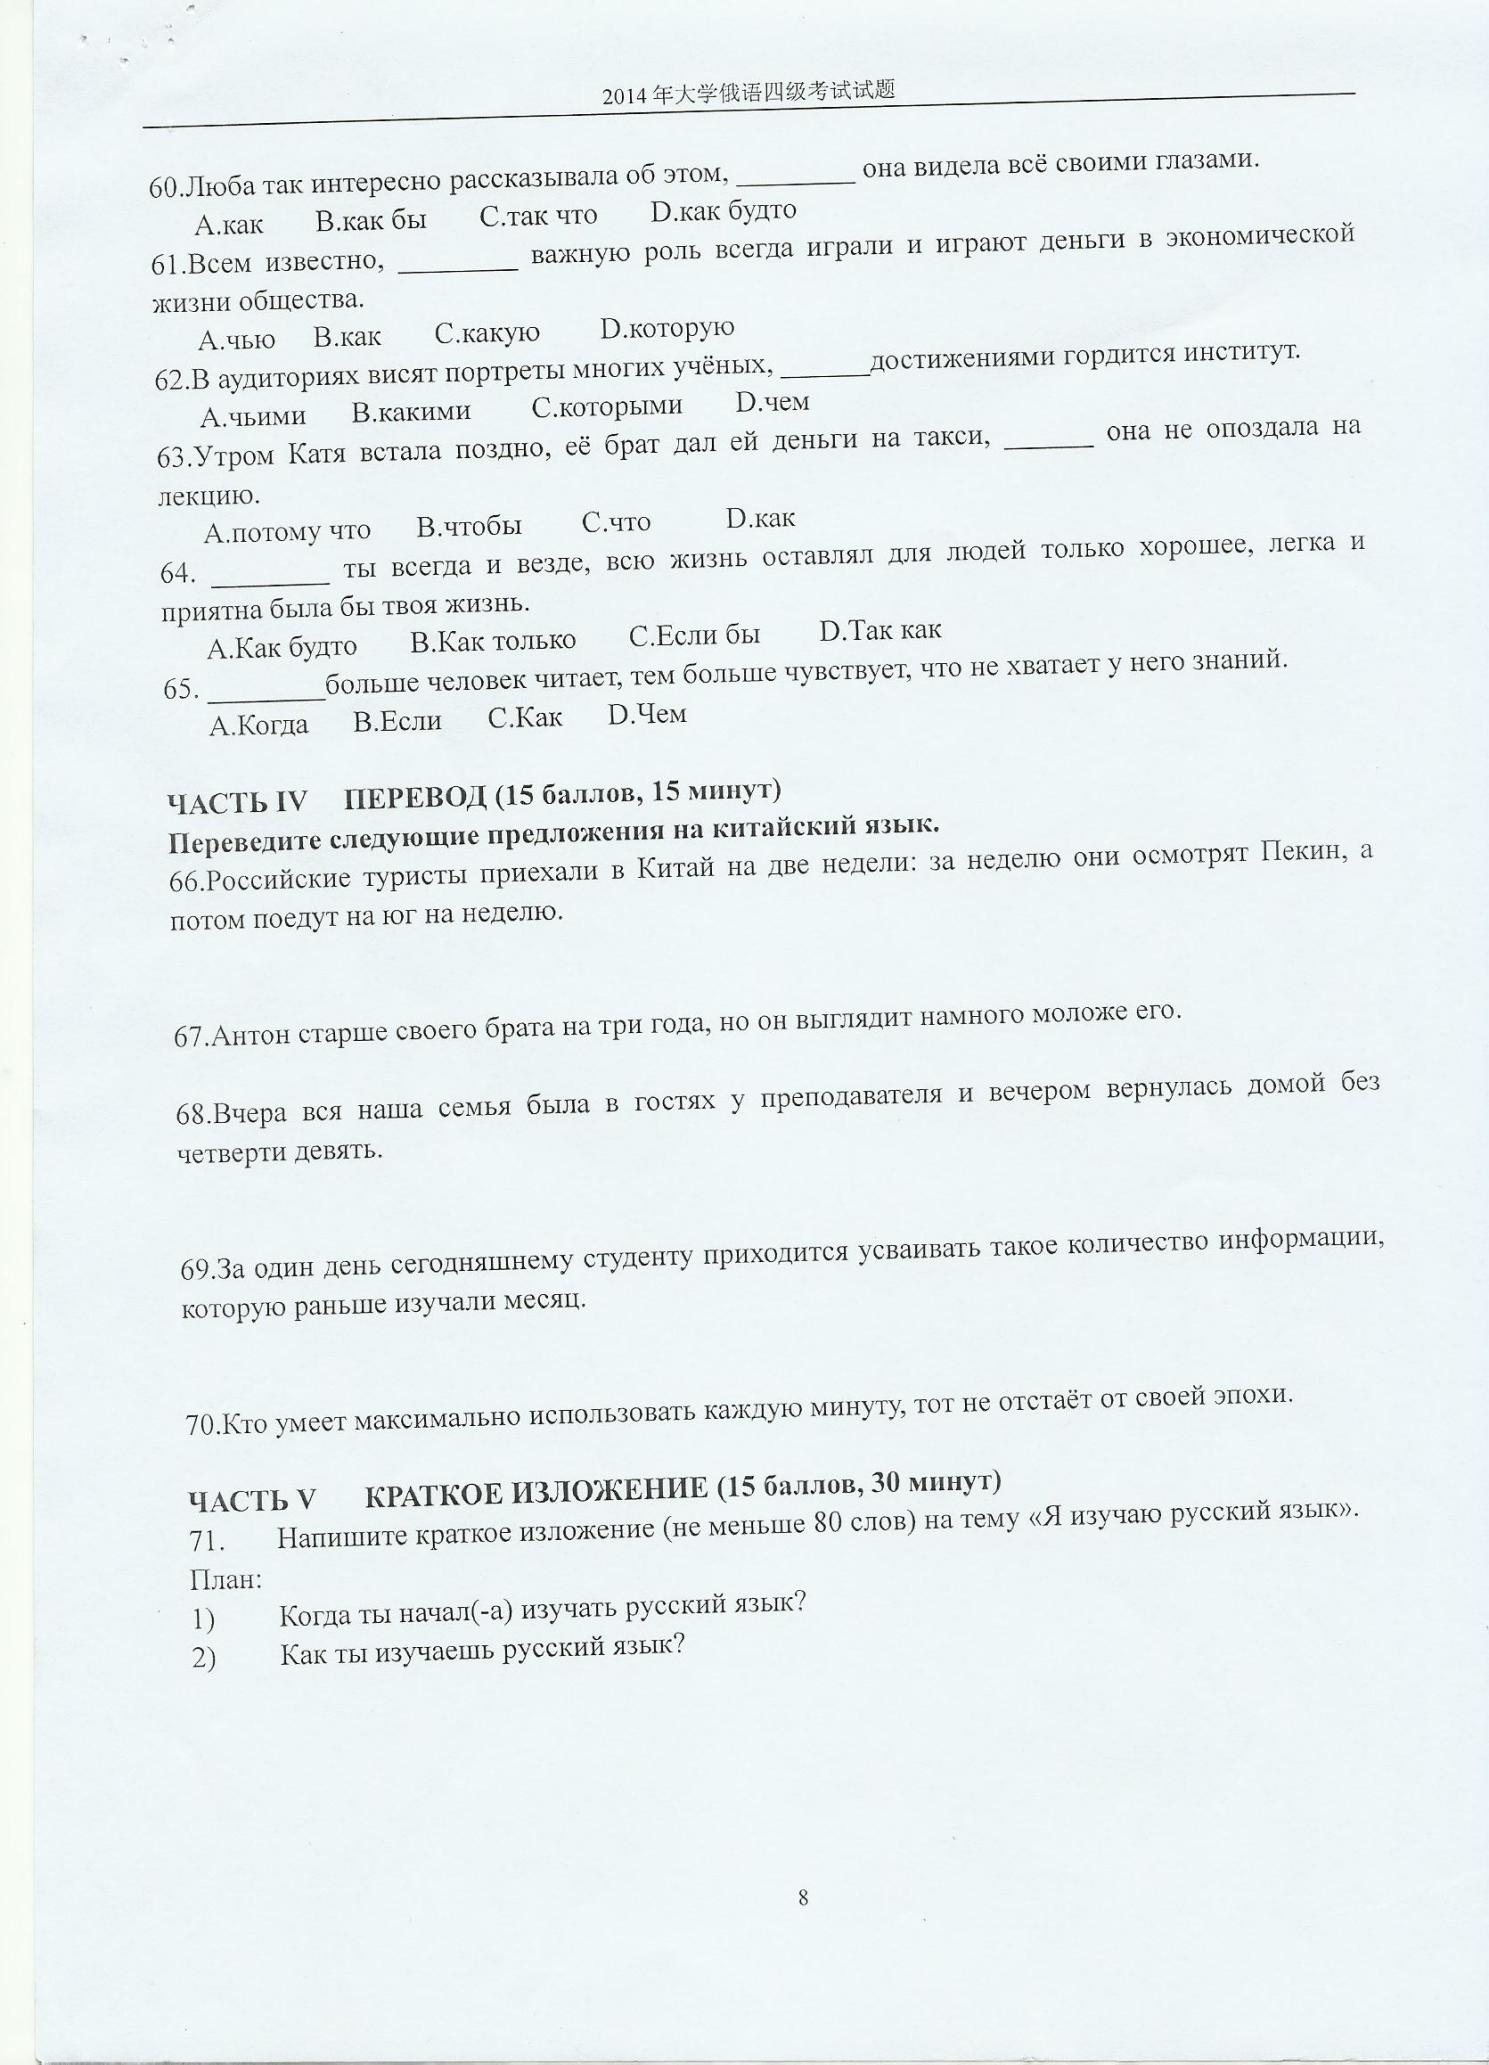 2014 年大学俄语四级考试试题
60.Люба так интересно рассказывала об этом, ________ она видела всё своими глазами.
A.как B.как бы C.так что D.как будто
61.Всем известно, ________ важную роль всегда играли и играют деньги в экономической
жизни общества.
A.чью B.как C.какую D.которую
62.В аудиториях висят портреты многих учёных, ______достижениями гордится институт.
A.чьими B.какими C.которыми D.чем
63.Утром Катя встала поздно, её брат дал ей деньги на такси, ______ она не опоздала на
лекцию.
A.потому что B.чтобы C.что D.как
64. ________ ты всегда и везде, всю жизнь оставлял для людей только хорошее, легка и
приятна была бы твоя жизнь.
A.Как будто B.Как только C.Если бы D.Так как
65. ________больше человек читает, тем больше чувствует, что не хватает у него знаний.
A.Когда B.Если C.Как D.Чем
ЧАСТЬ IV ПЕРЕВОД (15 баллов, 15 минут)
Переведите следующие предложения на китайский язык.
66.Российские туристы приехали в Китай на две недели: за неделю они осмотрят Пекин, а
потом поедут на юг на неделю.
67.Антон старше своего брата на три года, но он выглядит намного моложе его.
68.Вчера вся наша семья была в гостях у преподавателя и вечером вернулась домой без
четверти девять.
69.За один день сегодняшнему студенту приходится усваивать такое количество информации,
которую раньше изучали месяц.
70.Кто умеет максимально использовать каждую минуту, тот не отстаёт от своей эпохи.
ЧАСТЬ V КРАТКОЕ ИЗЛОЖЕНИЕ (15 баллов, 30 минут)
71. Напишите краткое изложение (не меньше 80 слов) на тему «Я изучаю русский язык».
План:
1) Когда ты начал(-а) изучать русский язык?
2) Как ты изучаешь русский язык?
8